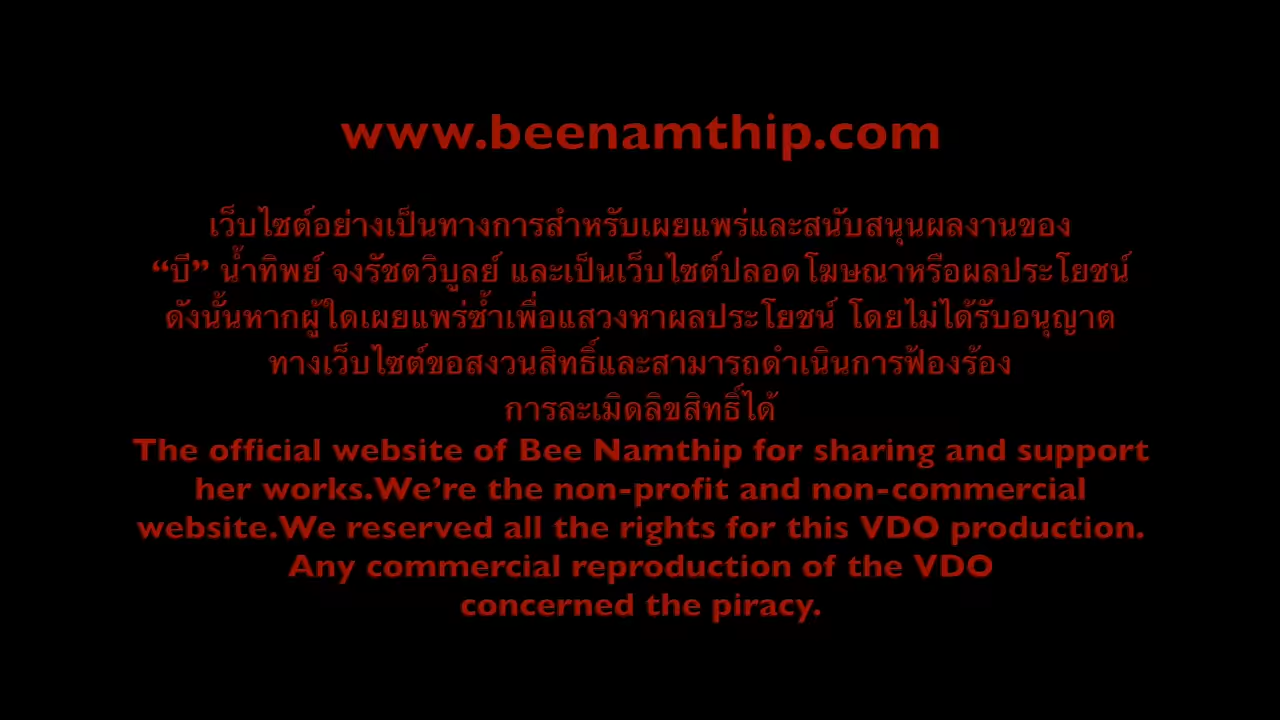 www.beenamthip.com
เว็บไซต์อย่างเป็นทางการสำหรับเผยแพร่และสนับสนุนผลงานของ
“บี” น้ำทิพย์ จงรัชตวิบูลย์ และเป็นเว็บไซต์ปลอดโฆษณาหรือผลประโยชน์
ดังนั้นหากผู้ใดเผยแพร่ซ้ำเพื่อแสวงหาผลประโยชน์ โดยไม่ได้รับอนุญาต
ทางเว็บไซต์ขอสงวนสิทธิ์และสามารถดำเนินการฟ้องร้อง
การละเมิดลิขสิทธิ์ได้
The official website of Bee Namthip for sharing and support
her works.We’re the non-profit and non-commercial
website.We reserved all the rights for this VDO production.
Any commercial reproduction of the VDO
concerned the piracy.